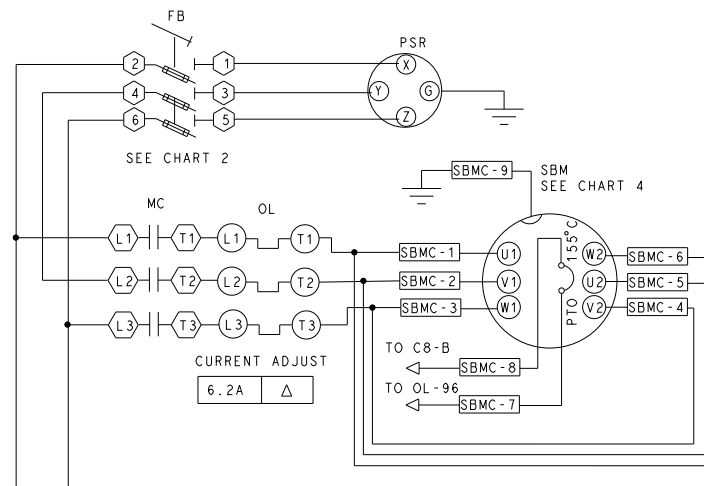 FB
PSR
2 1 X
4 3 Y G
6 5 Z
SEE CHART 2
SBMC-9 SBM
SEE CHART 4
MC OL
L1 T1 L1 T1 SBMC-1 U1 155°C W2 SBMC-6
L2 T2 L2 T2 SBMC-2 V1 U2 SBMC-5
L3 T3 L3 T3 SBMC-3 W1 PTO V2 SBMC-4
CURRENT ADJUST
6.2A Δ
TO C8-B
SBMC-8
TO OL-96
SBMC-7